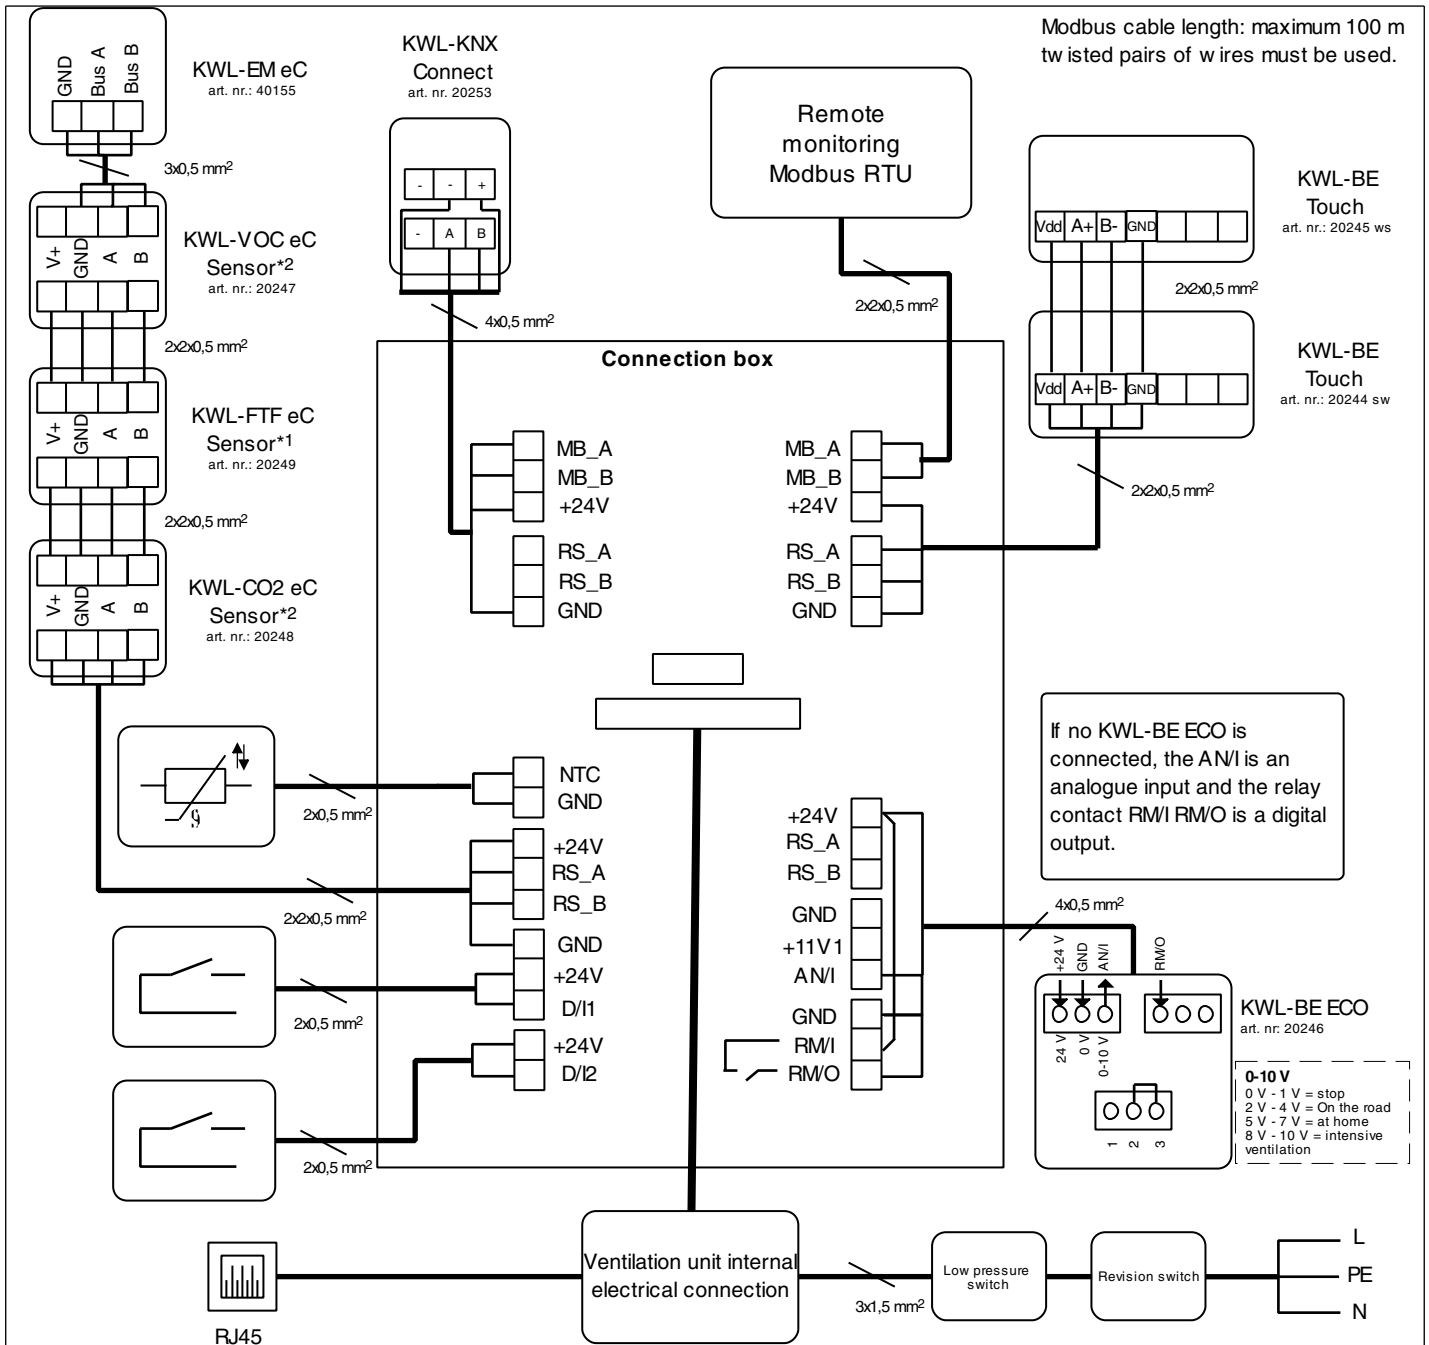 Modbus cable length: maximum 100 m
twisted pairs of wires must be used.
GND
Bus A
Bus B
KWL-EM eC
art. nr.: 40155
3x0,5 mm²
V+
GND
A
B
KWL-VOC eC
Sensor*2
art. nr.: 20247
2x2x0,5 mm²
V+
GND
A
B
KWL-FTF eC
Sensor*1
art. nr.: 20249
2x2x0,5 mm²
V+
GND
A
B
KWL-CO2 eC
Sensor*2
art. nr.: 20248
KWL-KNX
Connect
art. nr. 20253
- - +
- A B
4x0,5 mm²
Remote
monitoring
Modbus RTU
2x2x0,5 mm²
Vdd A+ B- GND
KWL-BE
Touch
art. nr.: 20245 ws
2x2x0,5 mm²
Vdd A+ B- GND
KWL-BE
Touch
art. nr.: 20244 sw
2x2x0,5 mm²
Connection box
MB_A
MB_B
+24V
RS_A
RS_B
GND
MB_A
MB_B
+24V
RS_A
RS_B
GND
ϑ
2x0,5 mm²
NTC
GND
2x2x0,5 mm²
+24V
RS_A
RS_B
GND
2x0,5 mm²
+24V
D/I1
2x0,5 mm²
+24V
D/I2
+24V
RS_A
RS_B
GND
+11V1
AN/I
GND
RM/I
RM/O
If no KWL-BE ECO is
connected, the AN/I is an
analogue input and the relay
contact RM/I RM/O is a digital
output.
4x0,5 mm²
+24 V
GND
AN/I
RM/O
24 V
0 V
0-10 V
1
2
3
KWL-BE ECO
art. nr: 20246
0-10 V
0 V - 1 V = stop
2 V - 4 V = On the road
5 V - 7 V = at home
8 V - 10 V = intensive
ventilation
RJ45
Ventilation unit internal
electrical connection
3x1,5 mm²
Low pressure
switch
Revision switch
L
PE
N